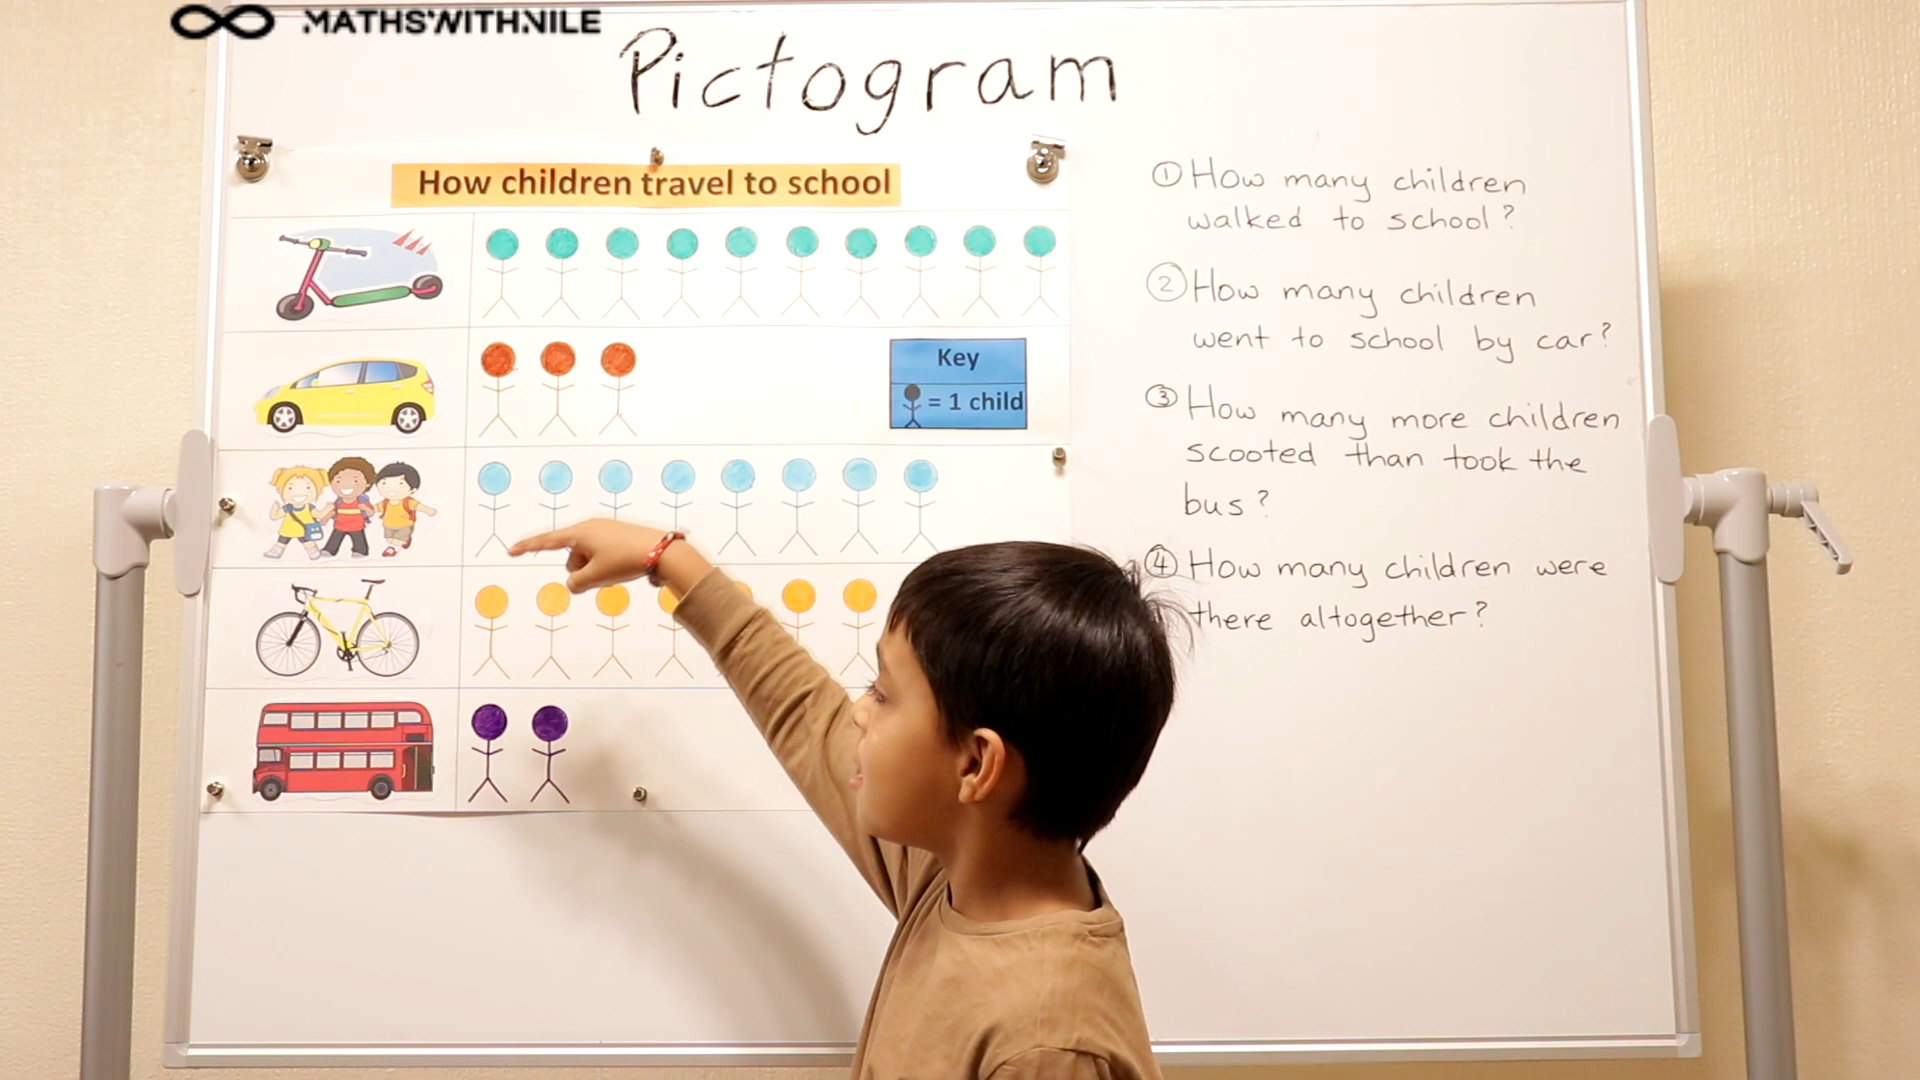 MATHSWITHNILE
Pictogram
How children travel to school
Key
= 1 child
① How many children
walked to school?
② How many children
went to school by car?
③ How many more children
scooted than took the
bus?
④ How many children were
there altogether?